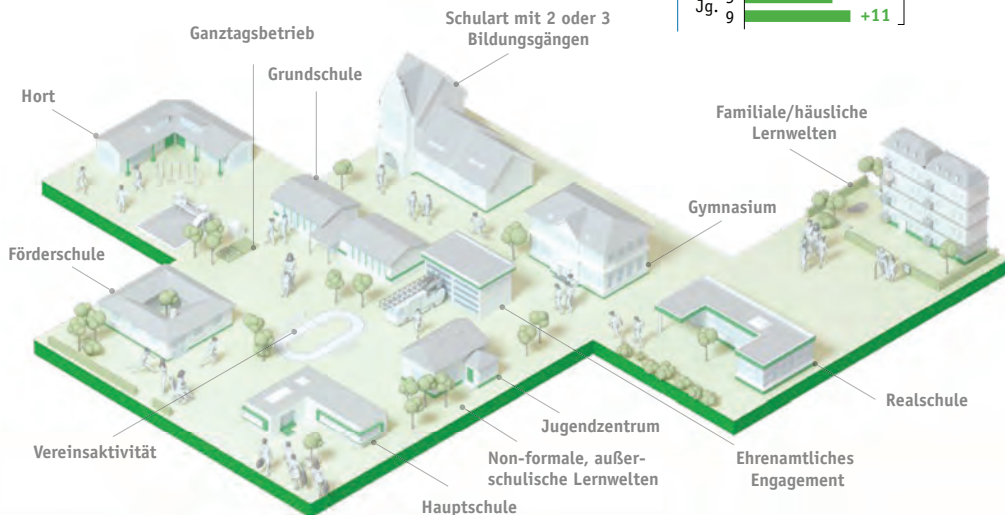 Jg.
9
+11
Schulart mit 2 oder 3
Bildungsgängen
Ganztagsbetrieb
Grundschule
Hort
Familiale/häusliche
Lernwelten
Gymnasium
Förderschule
Realschule
Jugendzentrum
Vereinsaktivität
Non-formale, außer-
schulische Lernwelten
Ehrenamtliches
Engagement
Hauptschule